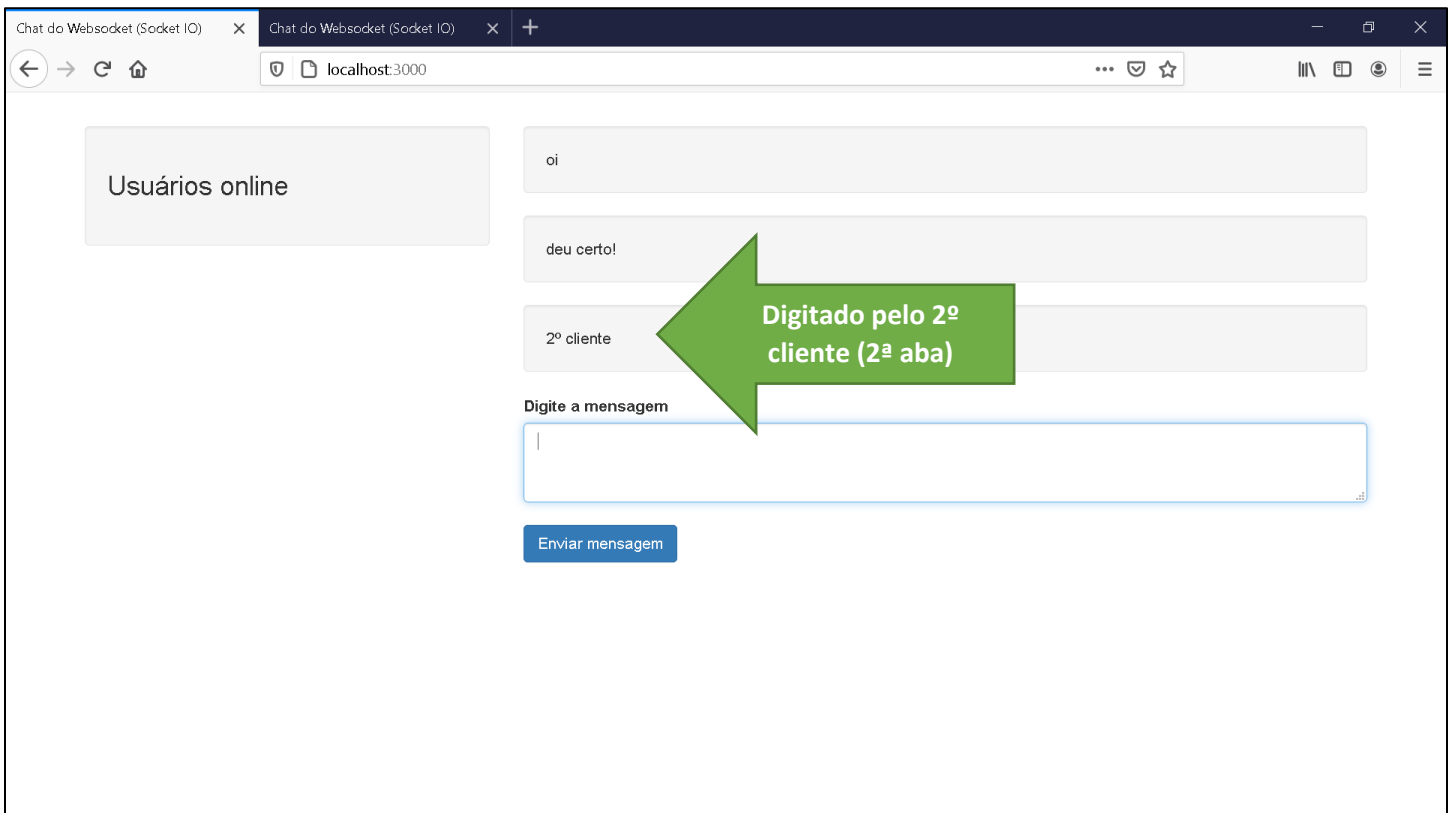 Chat do Websocket (Socket IO)
Chat do Websocket (Socket IO)
localhost:3000
Usuários online
oi
deu certo!
2º cliente
Digitado pelo 2º
cliente (2ª aba)
Digite a mensagem
Enviar mensagem